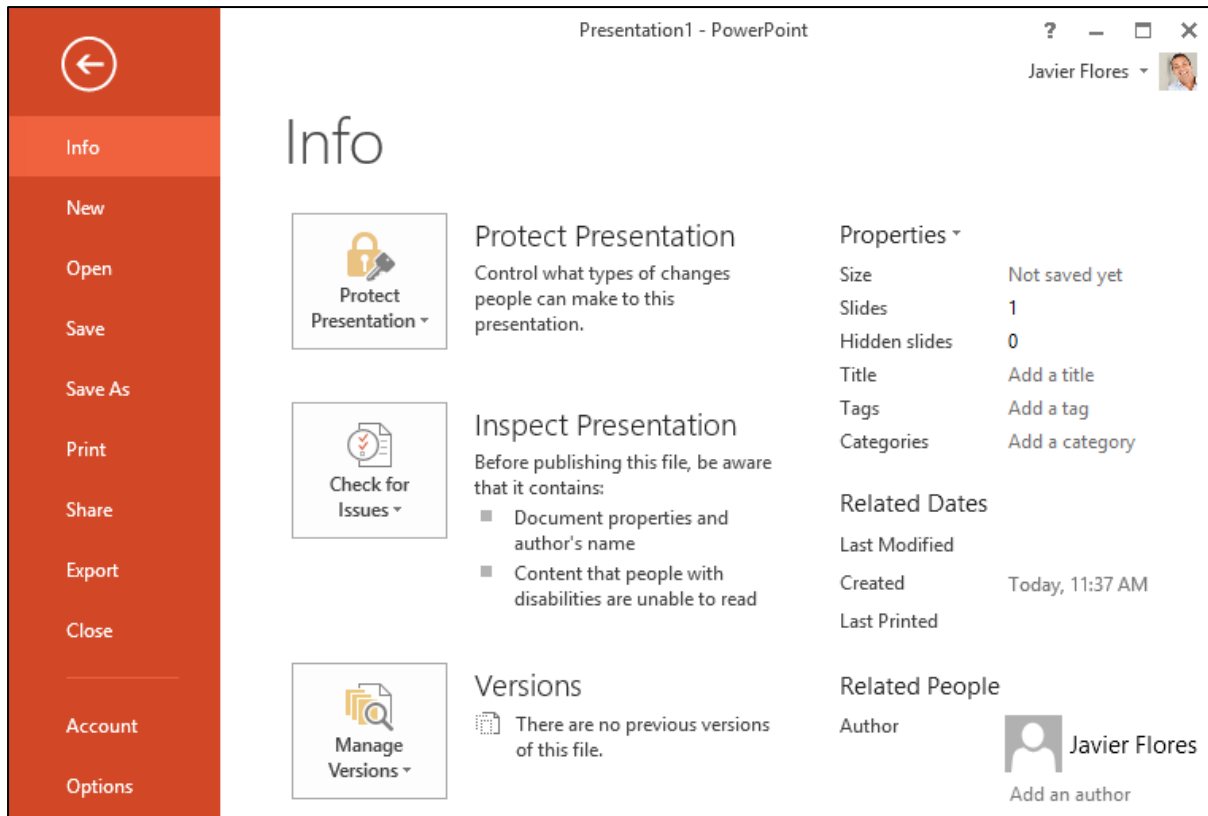 Presentation1 - PowerPoint
?
Javier Flores
Info
New
Open
Save
Save As
Print
Share
Export
Close
Account
Options
Info
Protect
Presentation
Protect Presentation
Control what types of changes
people can make to this
presentation.
Check for
Issues
Inspect Presentation
Before publishing this file, be aware
that it contains:
Document properties and
author's name
Content that people with
disabilities are unable to read
Manage
Versions
Versions
There are no previous versions
of this file.
Properties
Size Not saved yet
Slides 1
Hidden slides 0
Title Add a title
Tags Add a tag
Categories Add a category
Related Dates
Last Modified
Created Today, 11:37 AM
Last Printed
Related People
Author Javier Flores
Add an author